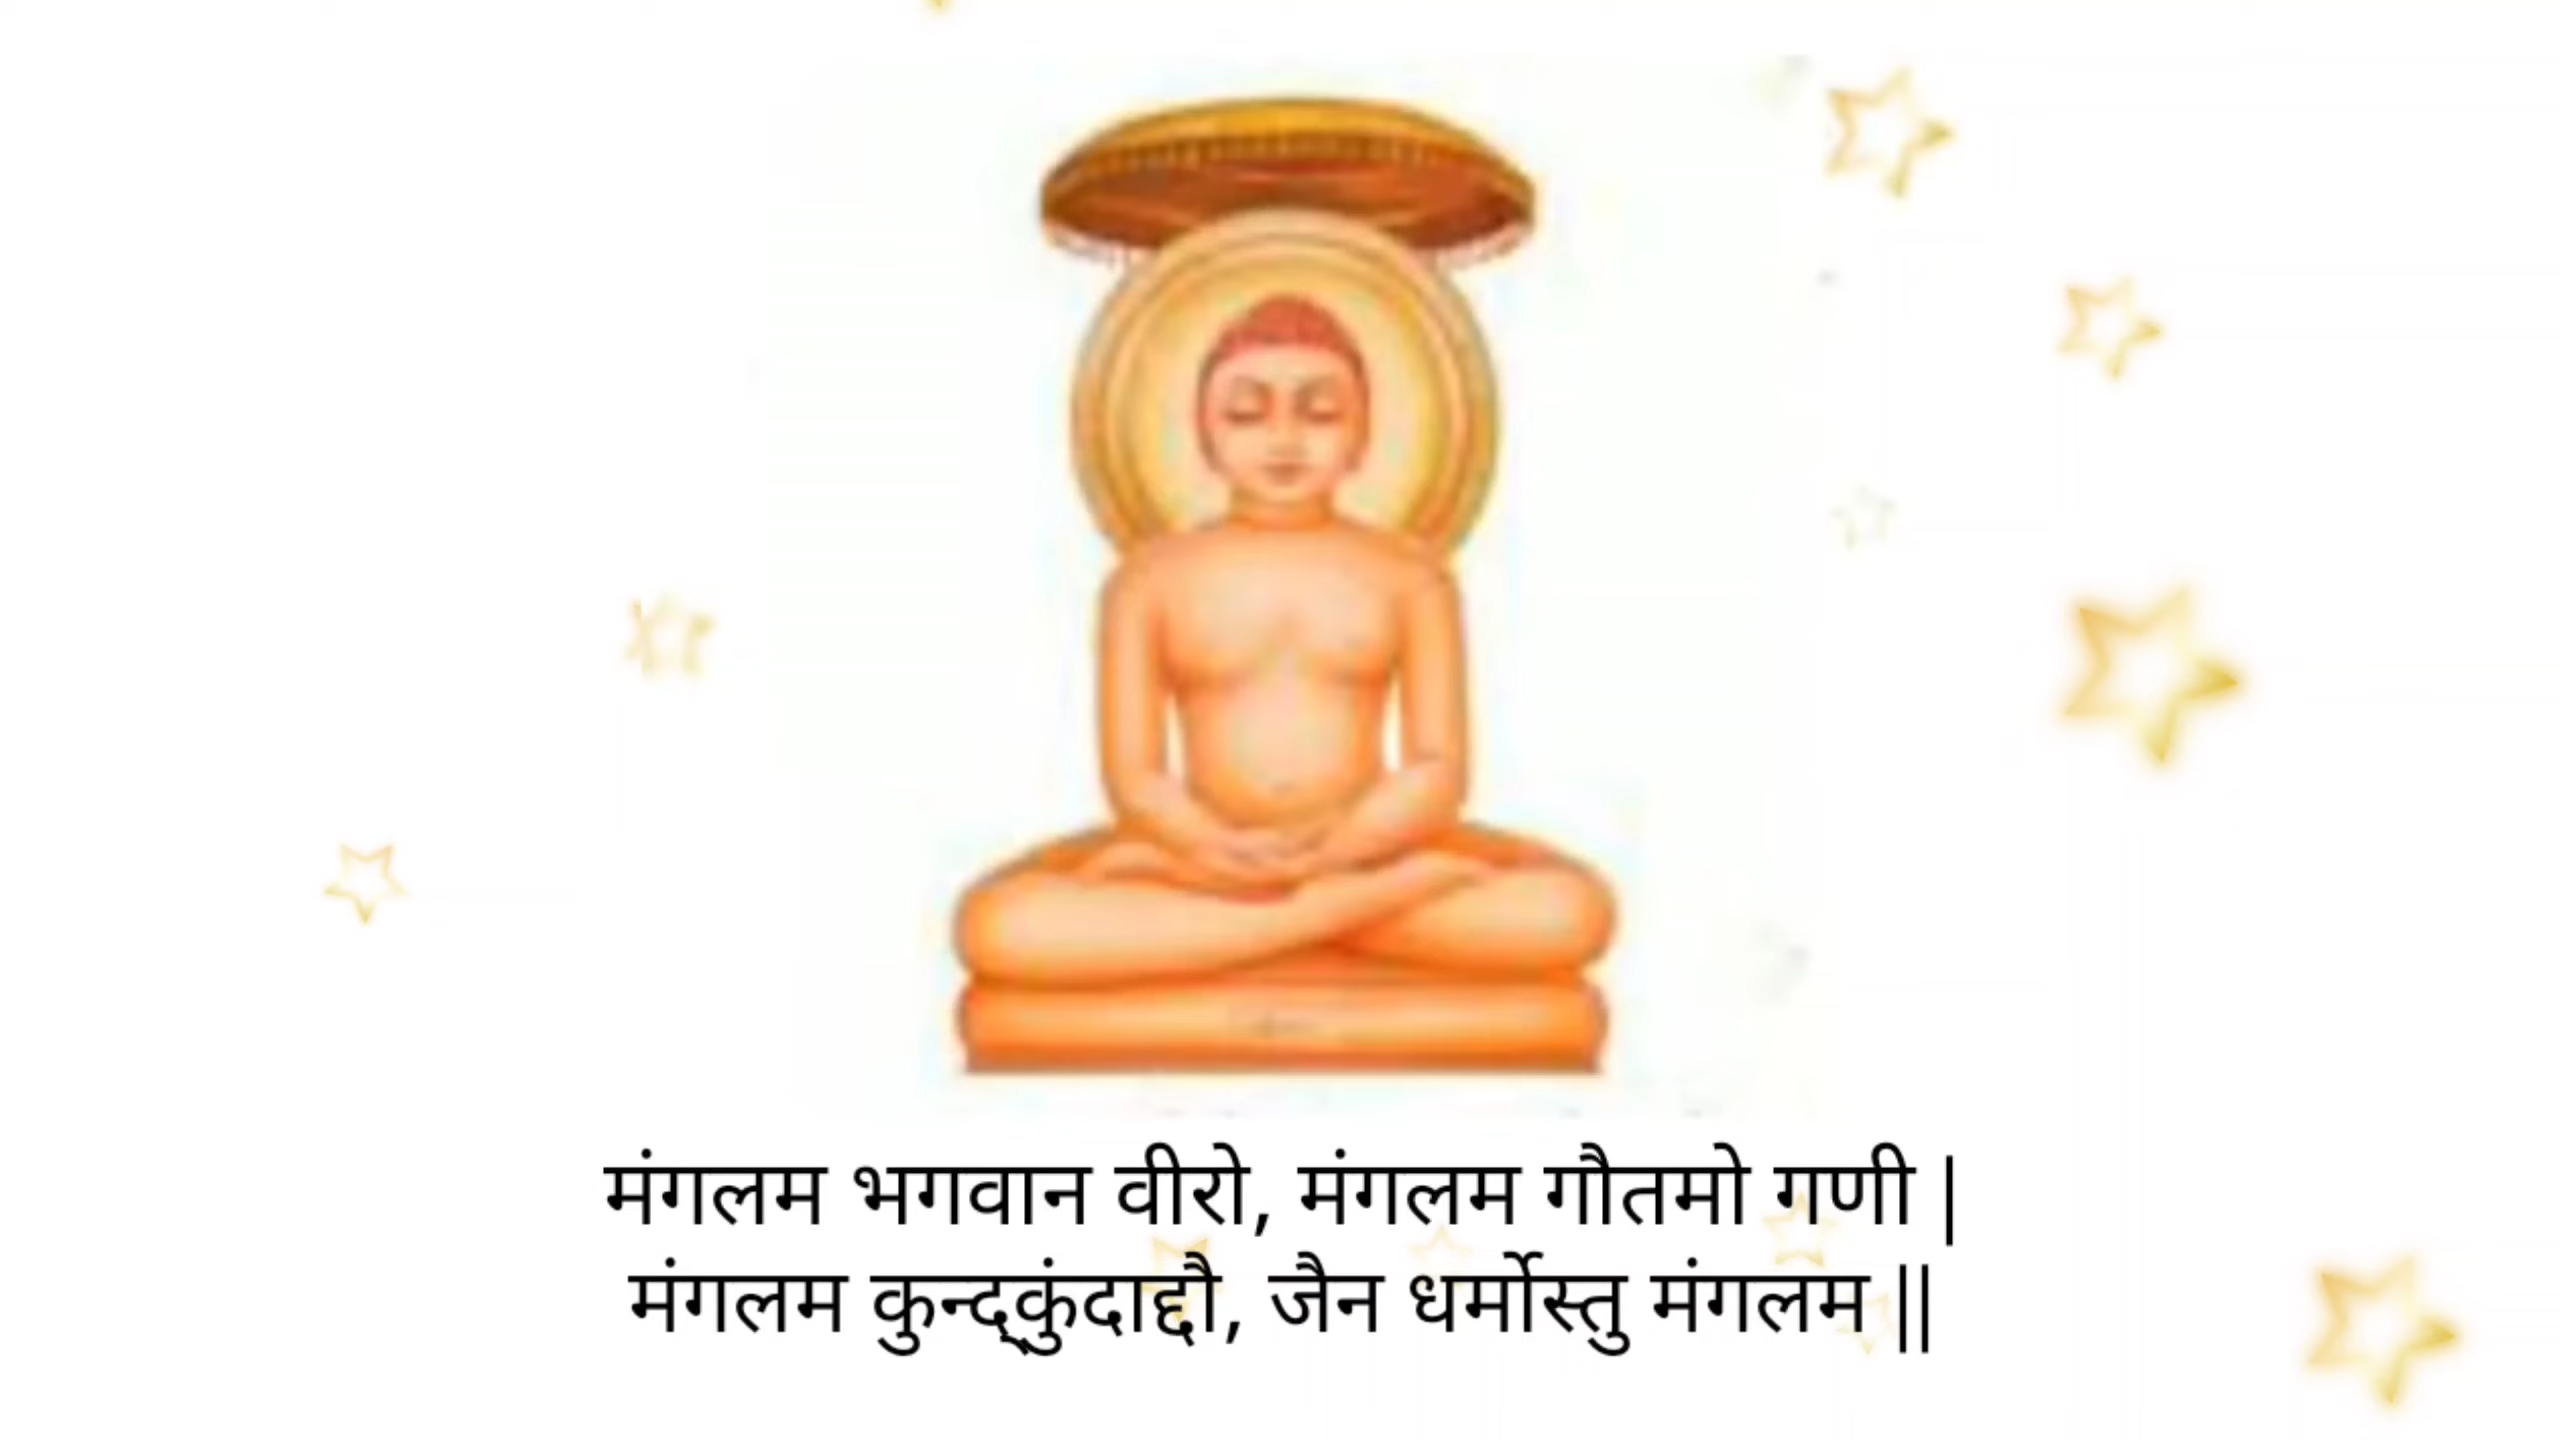 मंगलम भगवान वीरो, मंगलम गौतमो गणी |
मंगलम कुन्द्कुंदाद्दौ, जैन धर्मोस्तु मंगलम ||